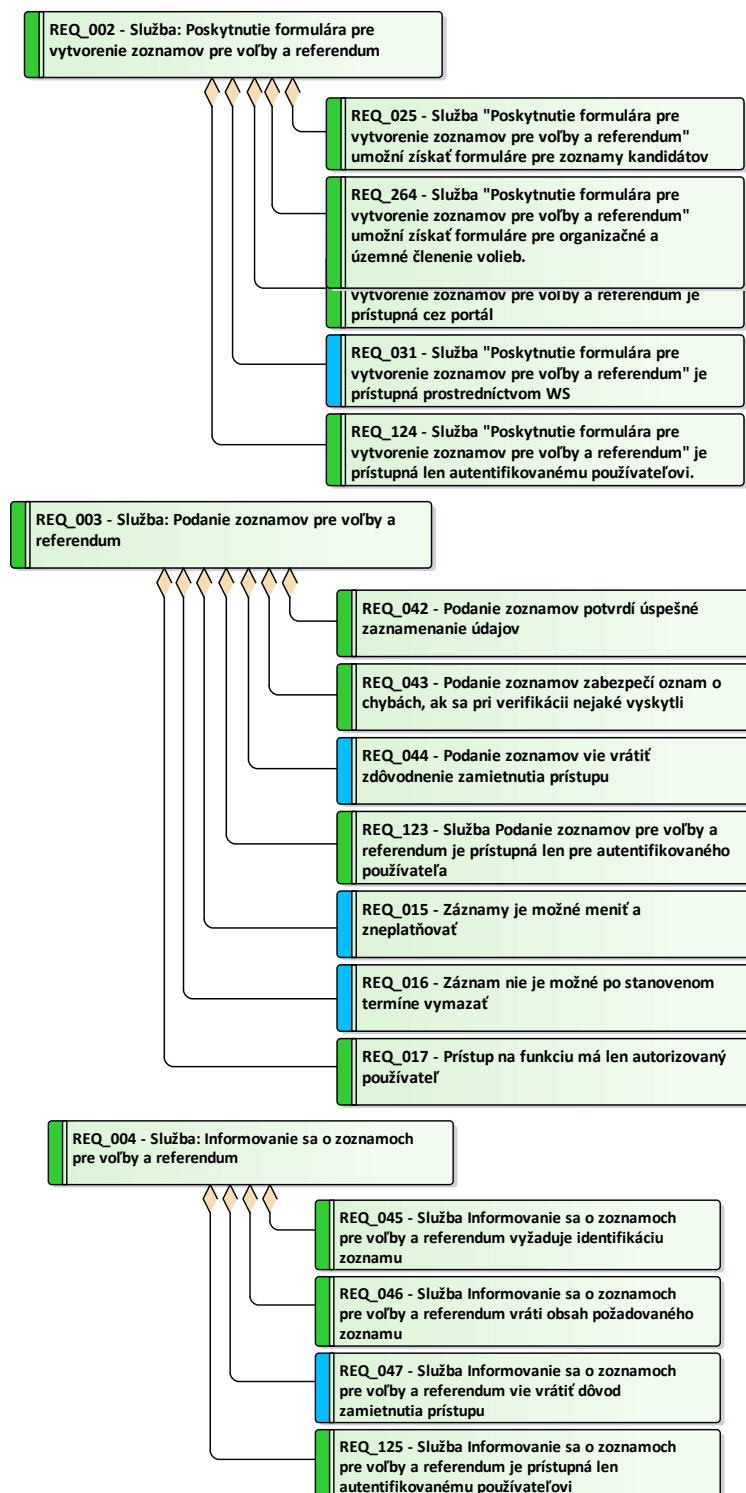 REQ_002 - Služba: Poskytnutie formulára pre
vytvorenie zoznamov pre voľby a referendum
REQ_025 - Služba "Poskytnutie formulára pre
vytvorenie zoznamov pre voľby a referendum"
umožní získať formuláre pre zoznamy kandidátov
REQ_264 - Služba "Poskytnutie formulára pre
vytvorenie zoznamov pre voľby a referendum"
umožní získať formuláre pre organizačné a
územné členenie volieb.
vytvorenie zoznamov pre voľby a referendum je
prístupná cez portál
REQ_031 - Služba "Poskytnutie formulára pre
vytvorenie zoznamov pre voľby a referendum" je
prístupná prostredníctvom WS
REQ_124 - Služba "Poskytnutie formulára pre
vytvorenie zoznamov pre voľby a referendum" je
prístupná len autentifikovanému používateľovi.
REQ_003 - Služba: Podanie zoznamov pre voľby a
referendum
REQ_042 - Podanie zoznamov potvrdí úspešné
zaznamenanie údajov
REQ_043 - Podanie zoznamov zabezpečí oznam o
chybách, ak sa pri verifikácii nejaké vyskytli
REQ_044 - Podanie zoznamov vie vrátiť
zdôvodnenie zamietnutia prístupu
REQ_123 - Služba Podanie zoznamov pre voľby a
referendum je prístupná len pre autentifikovaného
používateľa
REQ_015 - Záznamy je možné meniť a
zneplatňovať
REQ_016 - Záznam nie je možné po stanovenom
termíne vymazať
REQ_017 - Prístup na funkciu má len autorizovaný
používateľ
REQ_004 - Služba: Informovanie sa o zoznamoch
pre voľby a referendum
REQ_045 - Služba Informovanie sa o zoznamoch
pre voľby a referendum vyžaduje identifikáciu
zoznamu
REQ_046 - Služba Informovanie sa o zoznamoch
pre voľby a referendum vráti obsah požadovaného
zoznamu
REQ_047 - Služba Informovanie sa o zoznamoch
pre voľby a referendum vie vrátiť dôvod
zamietnutia prístupu
REQ_125 - Služba Informovanie sa o zoznamoch
pre voľby a referendum je prístupná len
autentifikovanému používateľovi